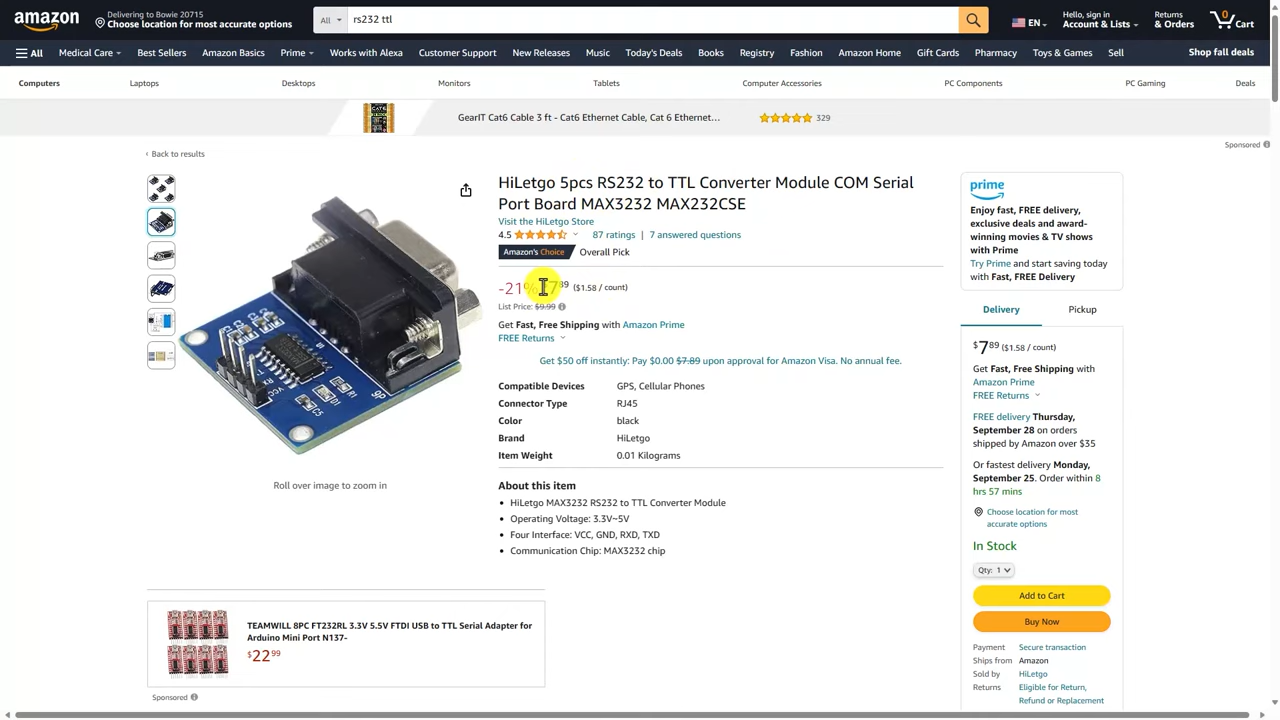 amazon
Delivering to Bowie 20715
Choose location for most accurate options
All
rs232 ttl
EN
Hello, sign in
Account & Lists
Returns
& Orders
0
Cart
All
Medical Care
Best Sellers
Amazon Basics
Prime
Works with Alexa
Customer Support
New Releases
Music
Today's Deals
Books
Registry
Fashion
Amazon Home
Gift Cards
Pharmacy
Toys & Games
Sell
Shop fall deals
Computers
Laptops
Desktops
Monitors
Tablets
Computer Accessories
PC Components
PC Gaming
Deals
GearIT Cat6 Cable 3 ft - Cat6 Ethernet Cable, Cat 6 Ethernet...
329
Sponsored
‹ Back to results
HiLetgo 5pcs RS232 to TTL Converter Module COM Serial
Port Board MAX3232 MAX232CSE
Visit the HiLetgo Store
4.5
87 ratings | 7 answered questions
Amazon's Choice
Overall Pick
-21% 7 89 ($1.58 / count)
List Price: $9.99
Get Fast, Free Shipping with Amazon Prime
FREE Returns
Get $50 off instantly: Pay $0.00 $7.89 upon approval for Amazon Visa. No annual fee.
Compatible Devices GPS, Cellular Phones
Connector Type RJ45
Color black
Brand HiLetgo
Item Weight 0.01 Kilograms
About this item
• HiLetgo MAX3232 RS232 to TTL Converter Module
• Operating Voltage: 3.3V~5V
• Four Interface: VCC, GND, RXD, TXD
• Communication Chip: MAX3232 chip
VCC
R1
D1
C5
Roll over image to zoom in
TEAMWILL 8PC FT232RL 3.3V 5.5V FTDI USB to TTL Serial Adapter for
Arduino Mini Port N137-
$22 99
Sponsored
prime
Enjoy fast, FREE delivery,
exclusive deals and award-
winning movies & TV shows
with Prime
Try Prime and start saving today
with Fast, FREE Delivery
Delivery
Pickup
$7 89 ($1.58 / count)
Get Fast, Free Shipping with
Amazon Prime
FREE Returns
FREE delivery Thursday,
September 28 on orders
shipped by Amazon over $35
Or fastest delivery Monday,
September 25. Order within 8
hrs 57 mins
Choose location for most
accurate options
In Stock
Qty: 1
Add to Cart
Buy Now
Payment Secure transaction
Ships from Amazon
Sold by HiLetgo
Returns Eligible for Return,
Refund or Replacement